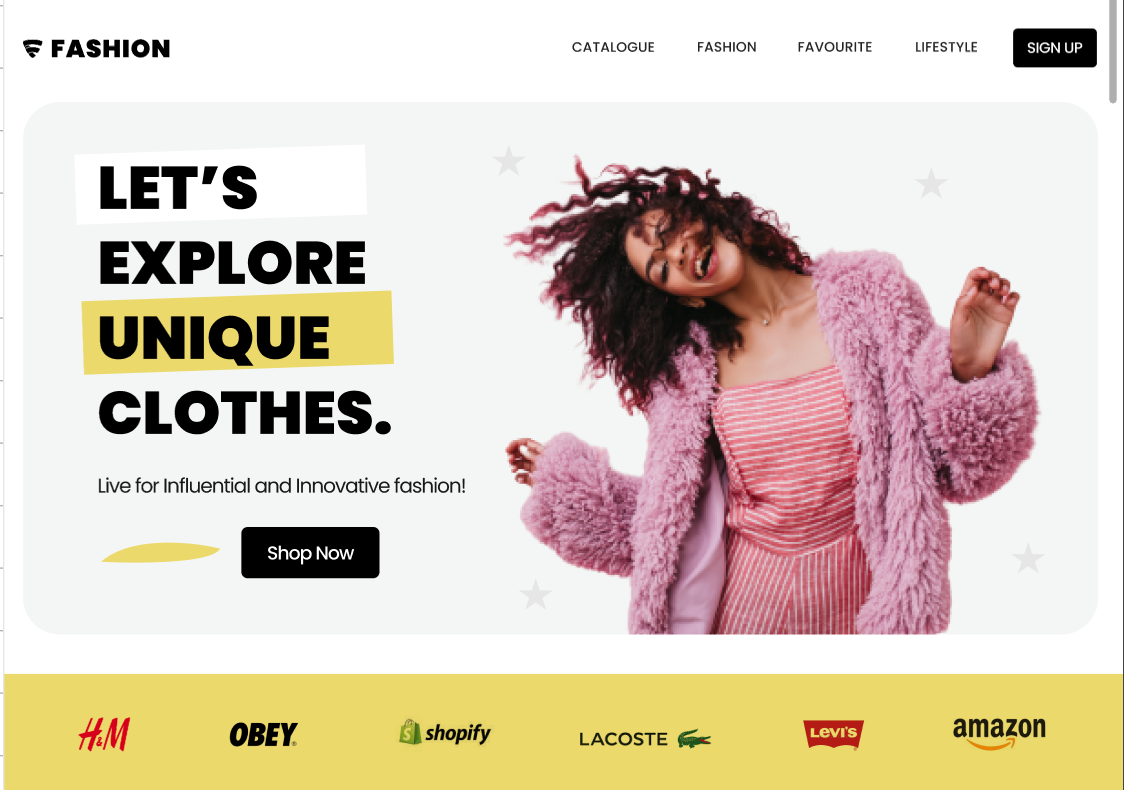 FASHION
CATALOGUE FASHION FAVOURITE LIFESTYLE SIGN UP
LET’S
EXPLORE
UNIQUE
CLOTHES.
Live for Influential and Innovative fashion!
Shop Now
H&M OBEY® shopify LACOSTE LEVI'S amazon